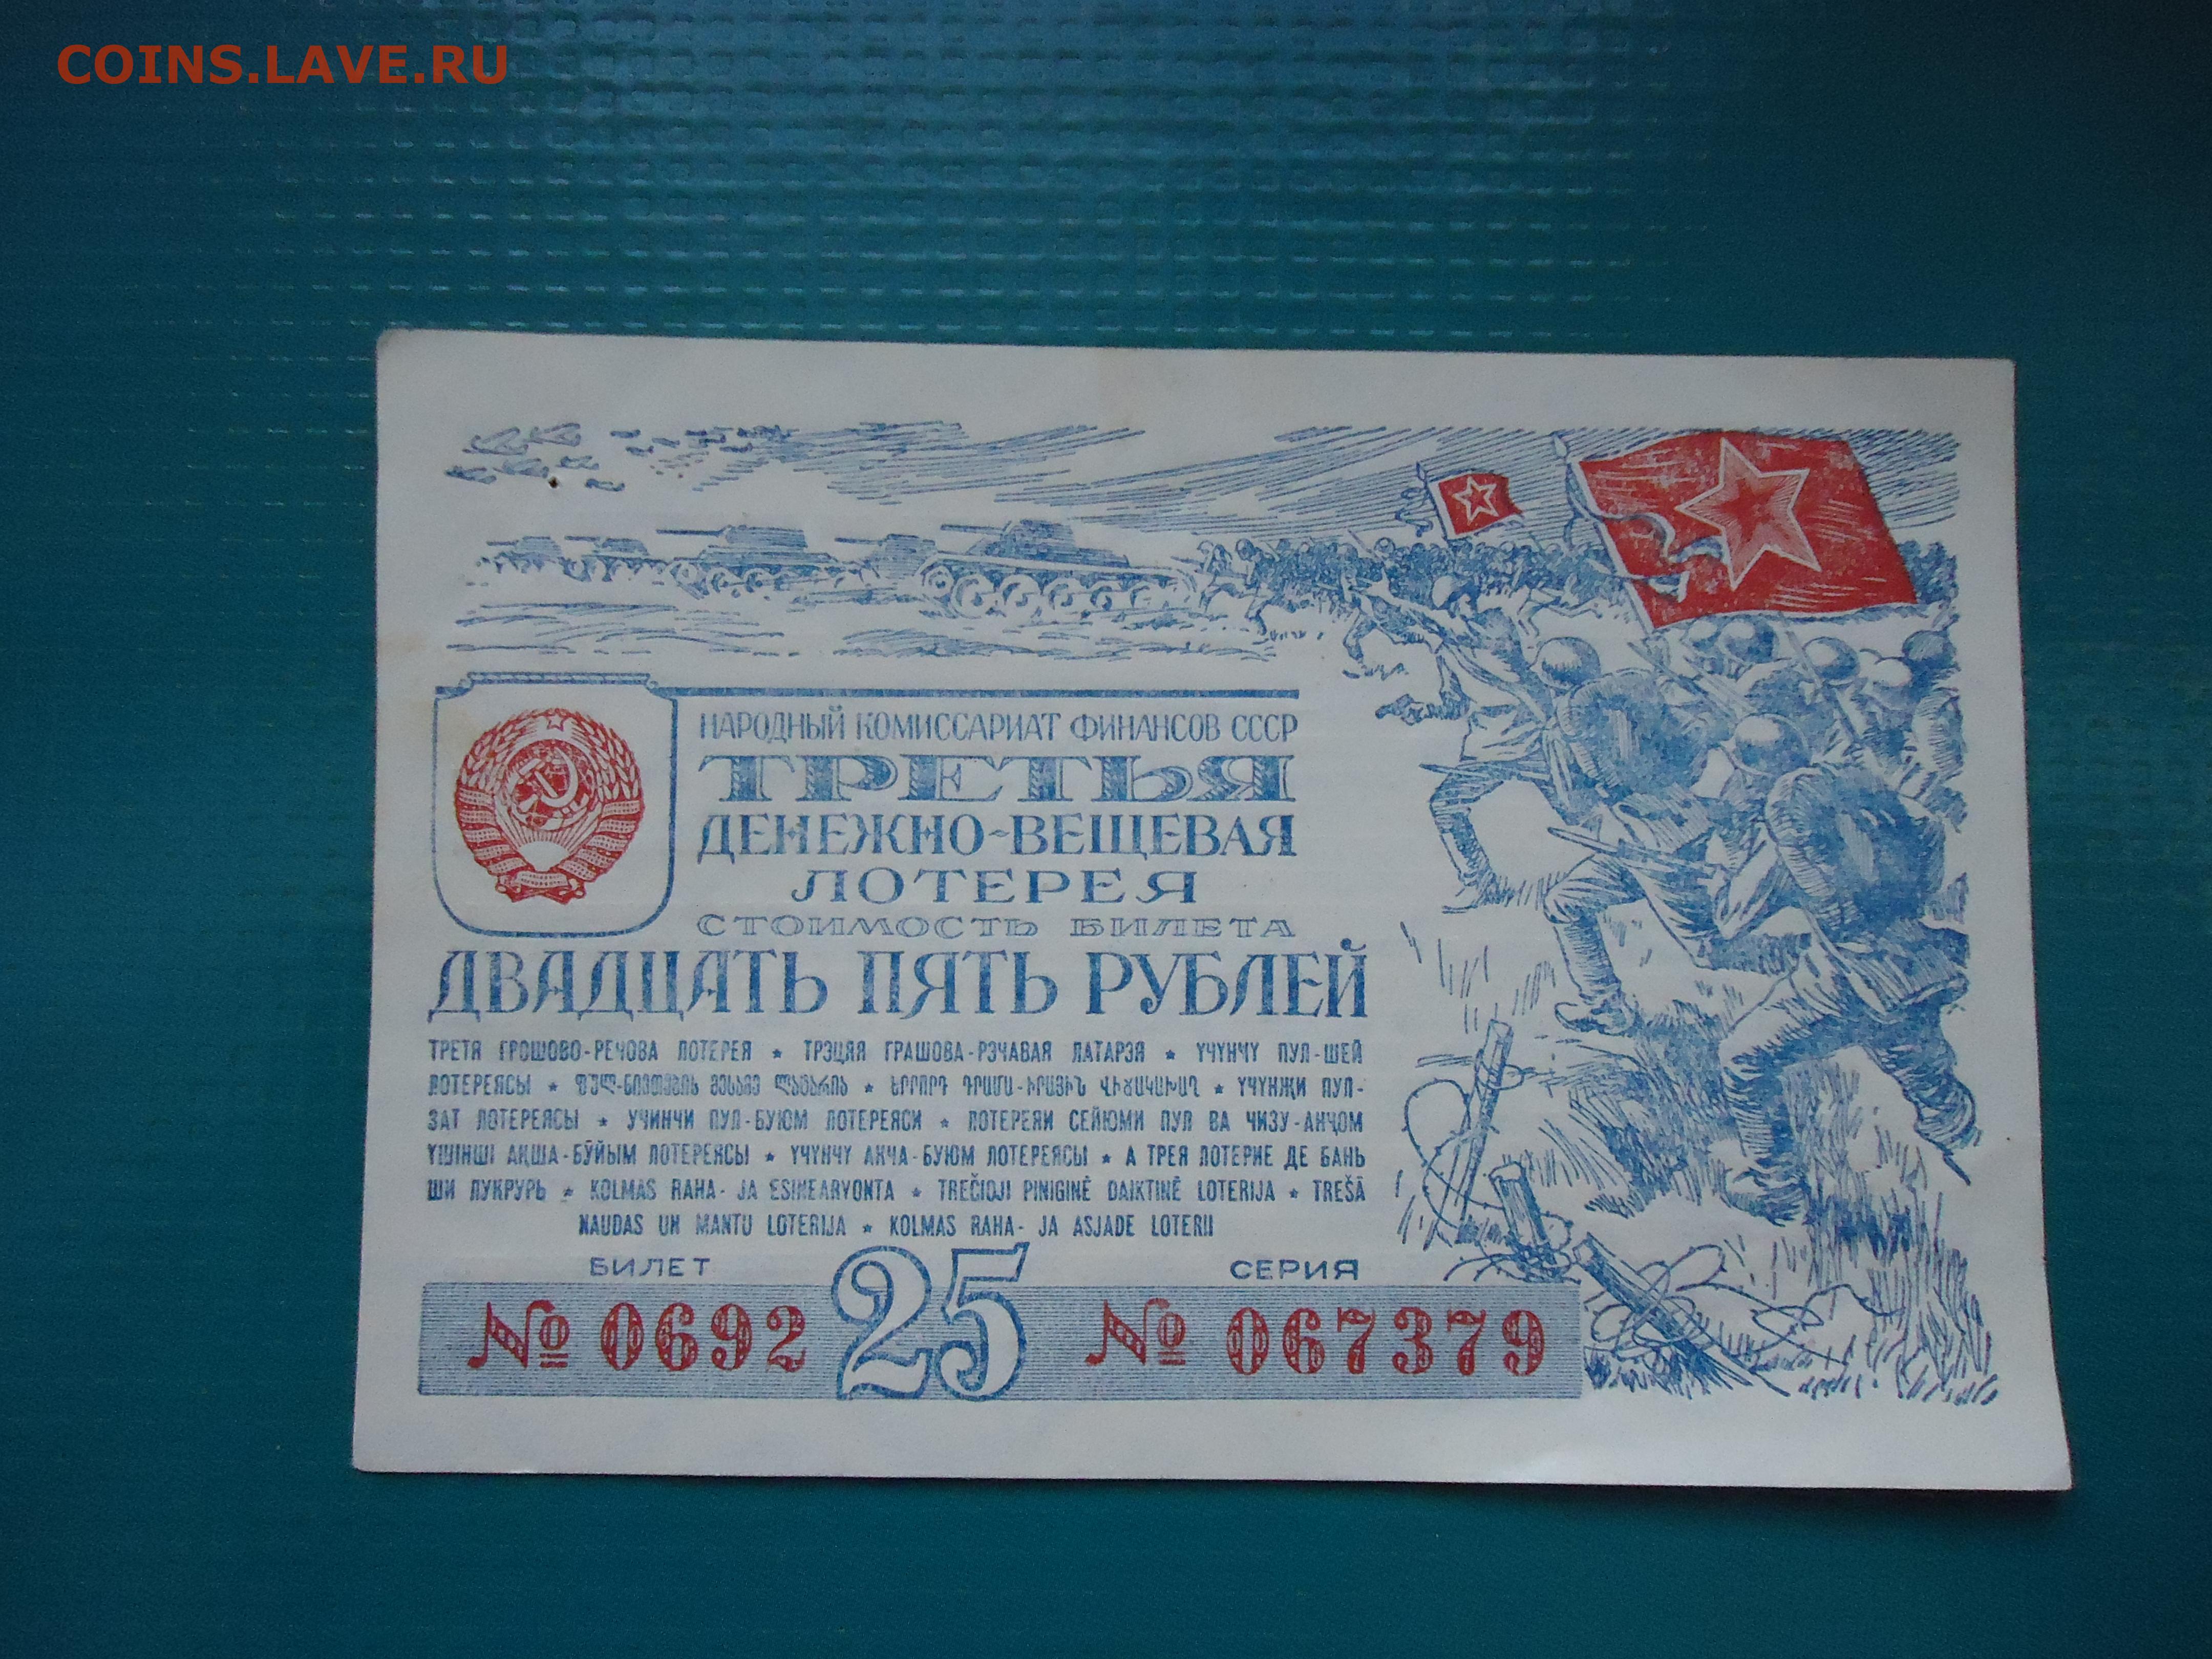 COINS.LAVE.RU
НАРОДНЫЙ КОМИССАРИАТ ФИНАНСОВ СССР
ТРЕТЬЯ
ДЕНЕЖНО-ВЕЩЕВАЯ
ЛОТЕРЕЯ
СТОИМОСТЬ БИЛЕТА
ДВАДЦАТЬ ПЯТЬ РУБЛЕЙ
ТРЕТЯ ГРОШОВО-РЕЧОВА ЛОТЕРЕЯ ★ ТРЭЦЯЯ ГРАШОВА-РЭЧАВАЯ ЛАТАРЭЯ ★ ҮЧҮНЧҮ ПУЛ-ШЕЙ
ЛОТЕРЕЯСЫ ★ ★ ★ ҮЧҮНҖИ ПУЛ-
ЗАТ ЛОТЕРЕЯСЫ ★ УЧИНЧИ ПУЛ-БУЮМ ЛОТЕРЕЯСИ ★ ЛОТЕРЕЯИ СЕЙЮМИ ПУЛ ВА ЧИЗУ-АНҶОМ
ҮШІНШІ АҚША-БҰЙЫМ ЛОТЕРЕЯСЫ ★ ҮЧҮНЧҮ АКЧА-БУЮМ ЛОТЕРЕЯСЫ ★ А ТРЕЯ ЛОТЕРИЕ ДЕ БАНЬ
ШИ ЛУКРУРЬ ★ KOLMAS RAHA- JA ESINEARVONTA ★ TREČIOJI PINIGINĖ DAIKTINĖ LOTERIJA ★ TREŠĀ
NAUDAS UN MANTU LOTERIJA ★ KOLMAS RAHA- JA ASJADE LOTERII
БИЛЕТ СЕРИЯ
№ 0692 25 № 067379